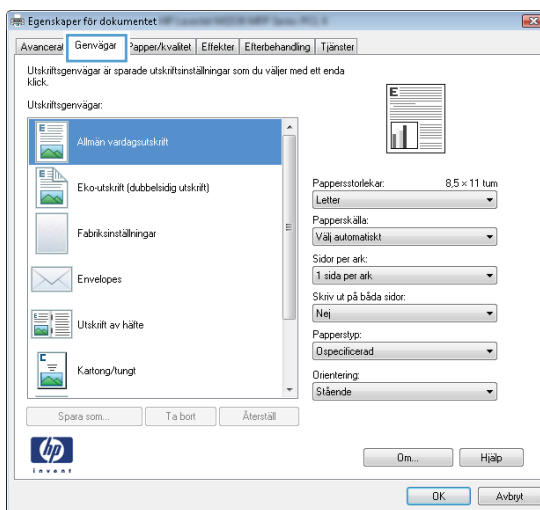 Egenskaper för dokumentet
Avancerat Genvägar Papper/kvalitet Effekter Efterbehandling Tjänster
Utskriftsgenvägar är sparade utskriftsinställningar som du väljer med ett enda
klick.
Utskriftsgenvägar:
E
E
Allmän vardagsutskrift
E
Eko-utskrift (dubbelsidig utskrift)
Fabriksinställningar
Envelopes
Utskrift av häfte
Kartong/tungt
Pappersstorlekar: 8,5 × 11 tum
Letter
Papperskälla:
Välj automatiskt
Sidor per ark:
1 sida per ark
Skriv ut på båda sidor:
Nej
Papperstyp:
Ospecificerad
Orientering:
Stående
Spara som... Ta bort Återställ
hp
invent
Om... Hjälp
OK Avbryt